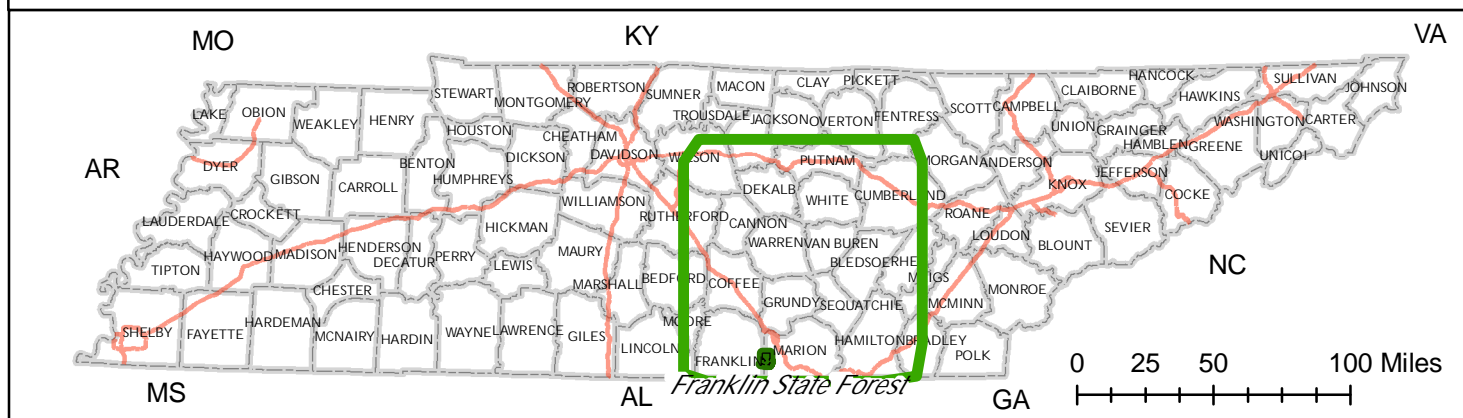 MO
KY
VA
AR
NC
MS
AL
GA
LAKE
OBION
WEAKLEY
HENRY
STEWART
MONTGOMERY
ROBERTSON
SUMNER
MACON
CLAY
PICKETT
TROUSDALE
JACKSON
OVERTON
FENTRESS
SCOTT
CAMPBELL
CLAIBORNE
HANCOCK
HAWKINS
SULLIVAN
JOHNSON
UNION
GRAINGER
HAMBLEN
GREENE
WASHINGTON
CARTER
UNICOI
DYER
GIBSON
CARROLL
BENTON
HOUSTON
HUMPHREYS
DICKSON
CHEATHAM
DAVIDSON
WILSON
PUTNAM
MORGAN
ANDERSON
KNOX
JEFFERSON
COCKE
LAUDERDALE
CROCKETT
WILLIAMSON
RUTHERFORD
DEKALB
CANNON
WHITE
CUMBERLAND
ROANE
LOUDON
BLOUNT
SEVIER
TIPTON
HAYWOOD
MADISON
HENDERSON
DECATUR
PERRY
HICKMAN
LEWIS
MAURY
MARSHALL
BEDFORD
COFFEE
WARREN
VAN BUREN
BLEDSOE
RHEA
MEIGS
MCMINN
MONROE
SHELBY
FAYETTE
HARDEMAN
CHESTER
MCNAIRY
HARDIN
WAYNE
LAWRENCE
GILES
LINCOLN
MOORE
FRANKLIN
GRUNDY
SEQUATCHIE
MARION
HAMILTON
BRADLEY
POLK
Franklin State Forest
0 25 50 100 Miles